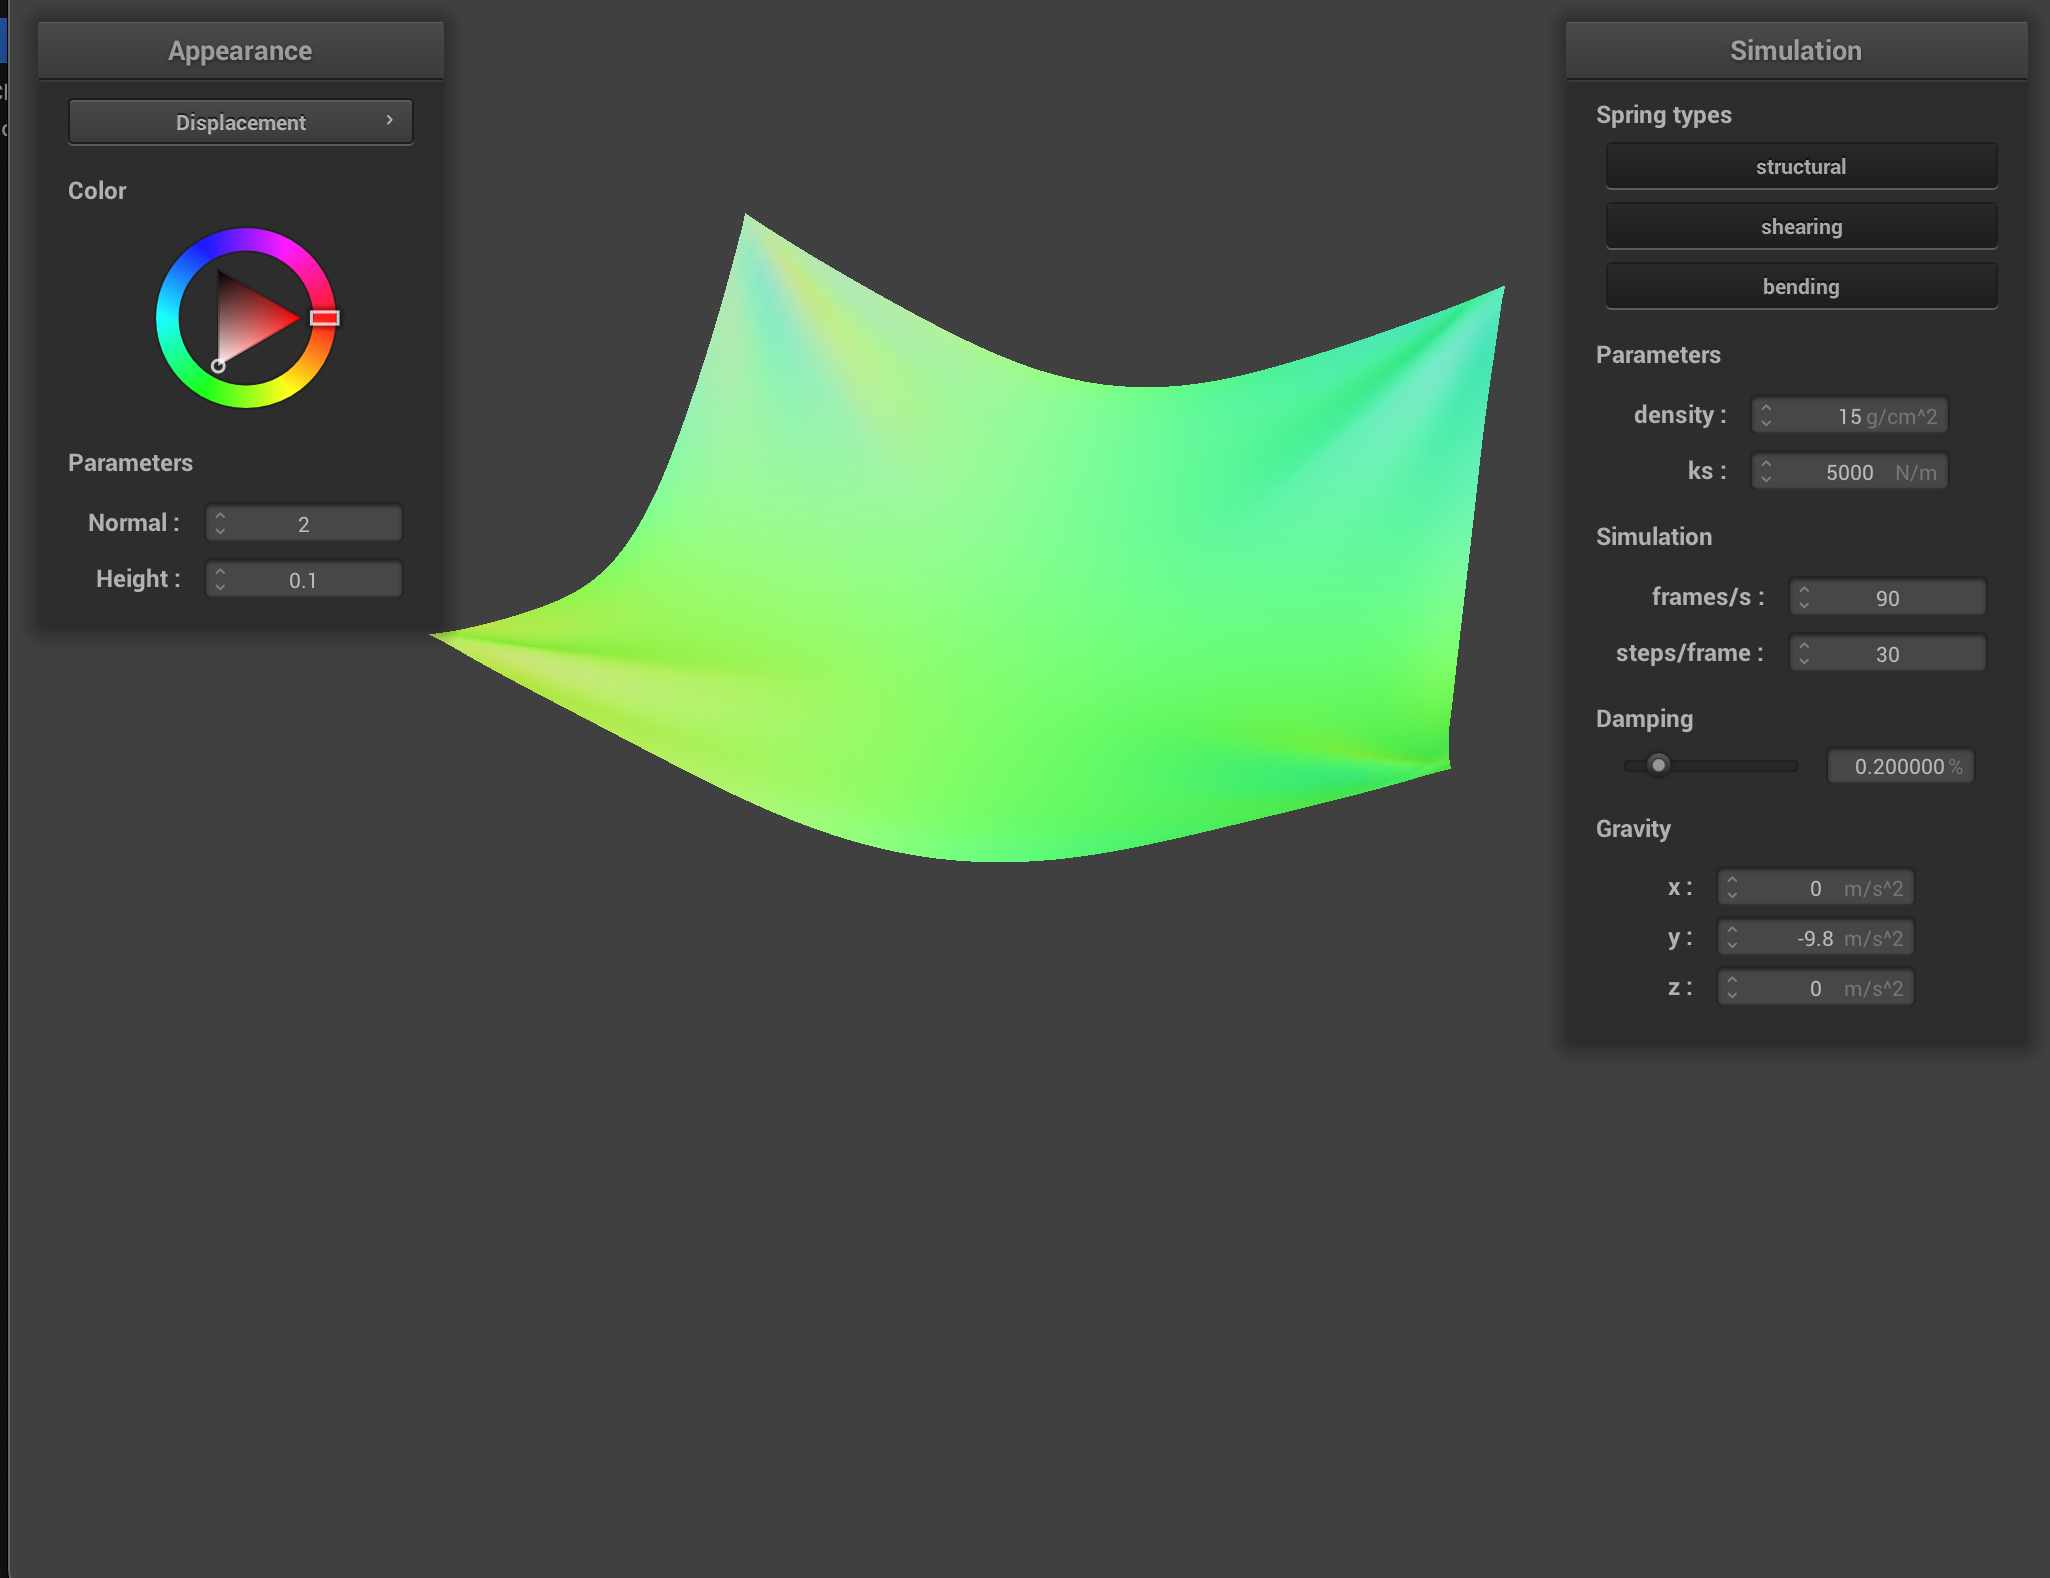 Appearance
Displacement
Color
Parameters
Normal : 2
Height : 0.1
Simulation
Spring types
structural
shearing
bending
Parameters
density : 15 g/cm^2
ks : 5000 N/m
Simulation
frames/s : 90
steps/frame : 30
Damping
0.200000 %
Gravity
x : 0 m/s^2
y : -9.8 m/s^2
z : 0 m/s^2